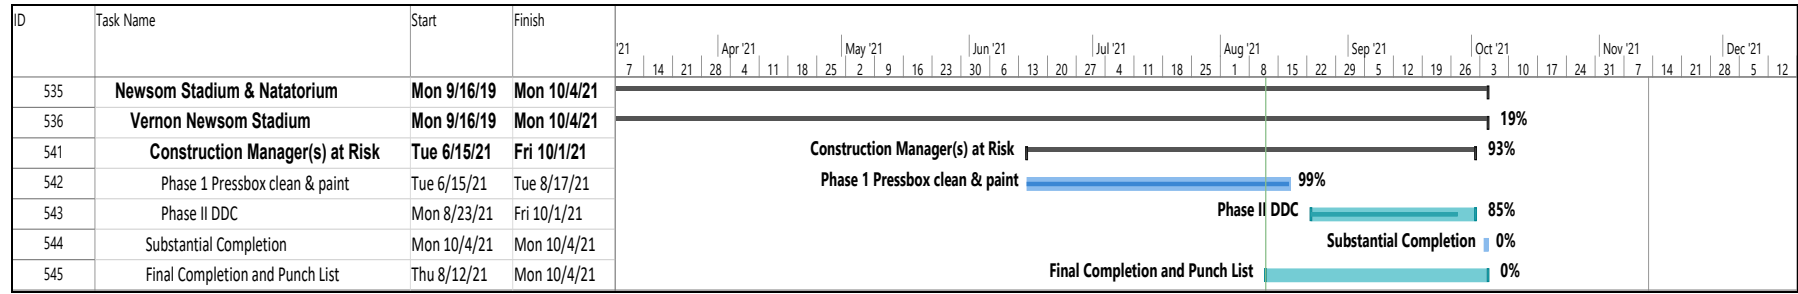 ID Task Name Start Finish
'21 Apr '21 May '21 Jun '21 Jul '21 Aug '21 Sep '21 Oct '21 Nov '21 Dec '21
7 14 21 28 4 11 18 25 2 9 16 23 30 6 13 20 27 4 11 18 25 1 8 15 22 29 5 12 19 26 3 10 17 24 31 7 14 21 28 5 12
535 Newsom Stadium & Natatorium Mon 9/16/19 Mon 10/4/21
536 Vernon Newsom Stadium Mon 9/16/19 Mon 10/4/21 19%
541 Construction Manager(s) at Risk Tue 6/15/21 Fri 10/1/21 Construction Manager(s) at Risk 93%
542 Phase 1 Pressbox clean & paint Tue 6/15/21 Tue 8/17/21 Phase 1 Pressbox clean & paint 99%
543 Phase II DDC Mon 8/23/21 Fri 10/1/21 Phase II DDC 85%
544 Substantial Completion Mon 10/4/21 Mon 10/4/21 Substantial Completion 0%
545 Final Completion and Punch List Thu 8/12/21 Mon 10/4/21 Final Completion and Punch List 0%